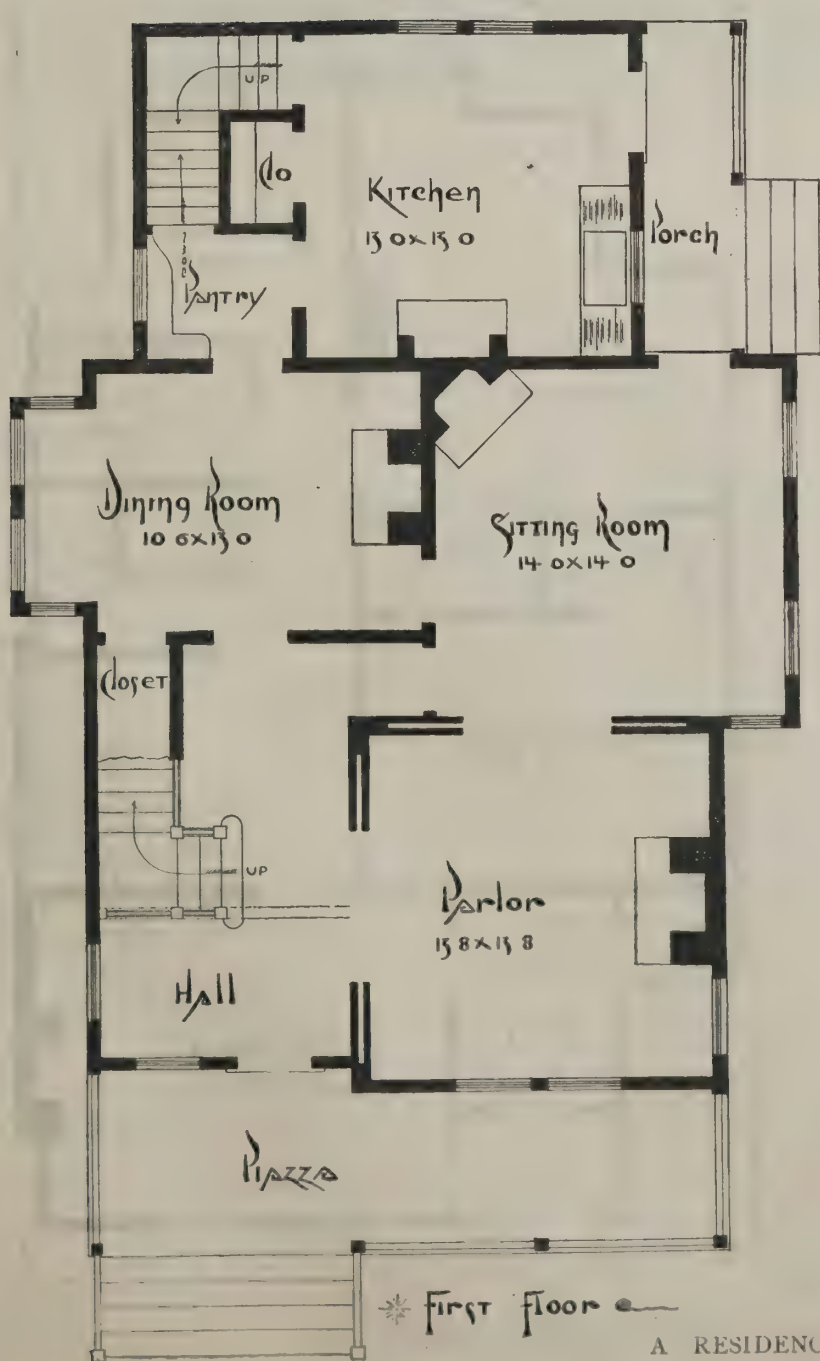 UP
Clo
Kitchen
13 0 x 13 0
Porch
Pantry
Dining Room
10 6 x 13 0
Sitting Room
14 0 x 14 0
Closet
UP
Parlor
13 8 x 13 8
Hall
Piazza
First Floor
A RESIDENC